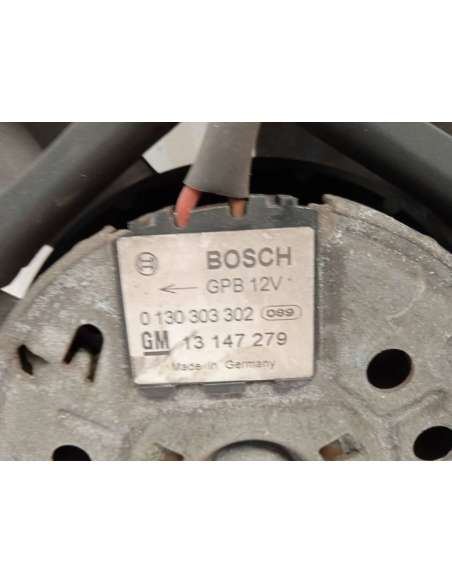 BOSCH
← GPB 12V
0 130 303 302 089
GM 13 147 279
Made in Germany